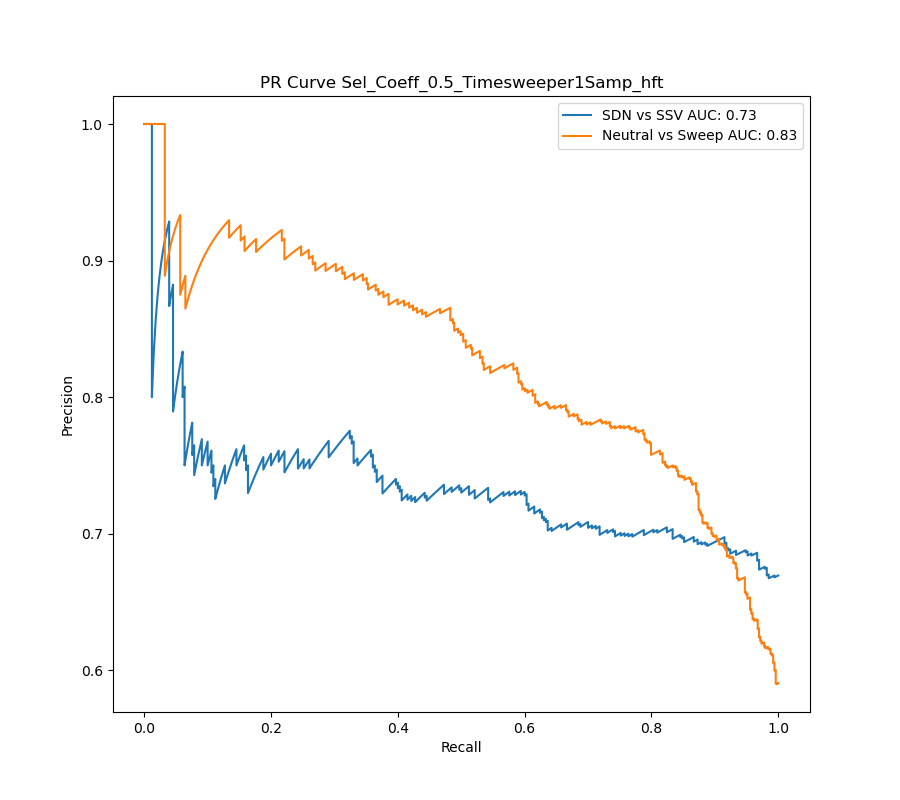 PR Curve Sel_Coeff_0.5_Timesweeper1Samp_hft
SDN vs SSV AUC: 0.73
Neutral vs Sweep AUC: 0.83
1.0
0.9
0.8
0.7
0.6
Precision
0.0 0.2 0.4 0.6 0.8 1.0
Recall